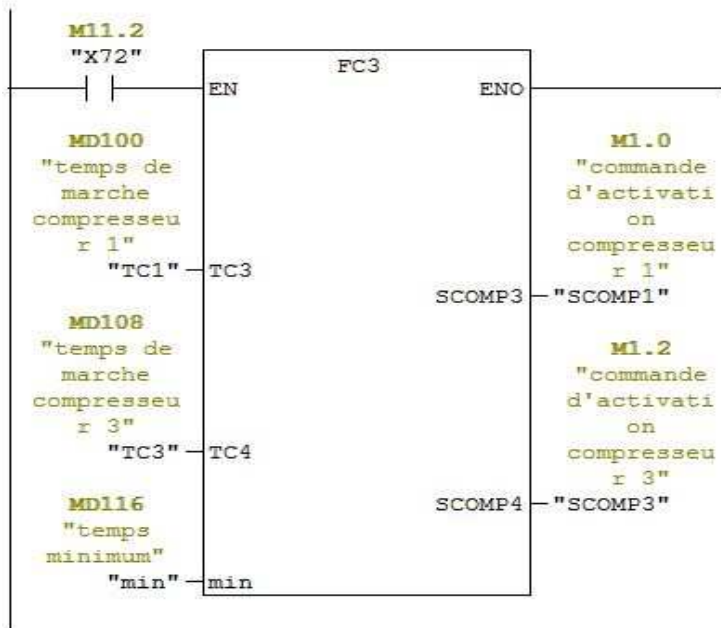 M11.2
"X72"
FC3
EN
ENO
MD100
"temps de
marche
compresseu
r 1"
"TC1"
TC3
M1.0
"commande
d'activati
on
compresseu
r 1"
SCOMP3
"SCOMP1"
MD108
"temps de
marche
compresseu
r 3"
"TC3"
TC4
M1.2
"commande
d'activati
on
compresseu
r 3"
SCOMP4
"SCOMP3"
MD116
"temps
minimum"
"min"
min